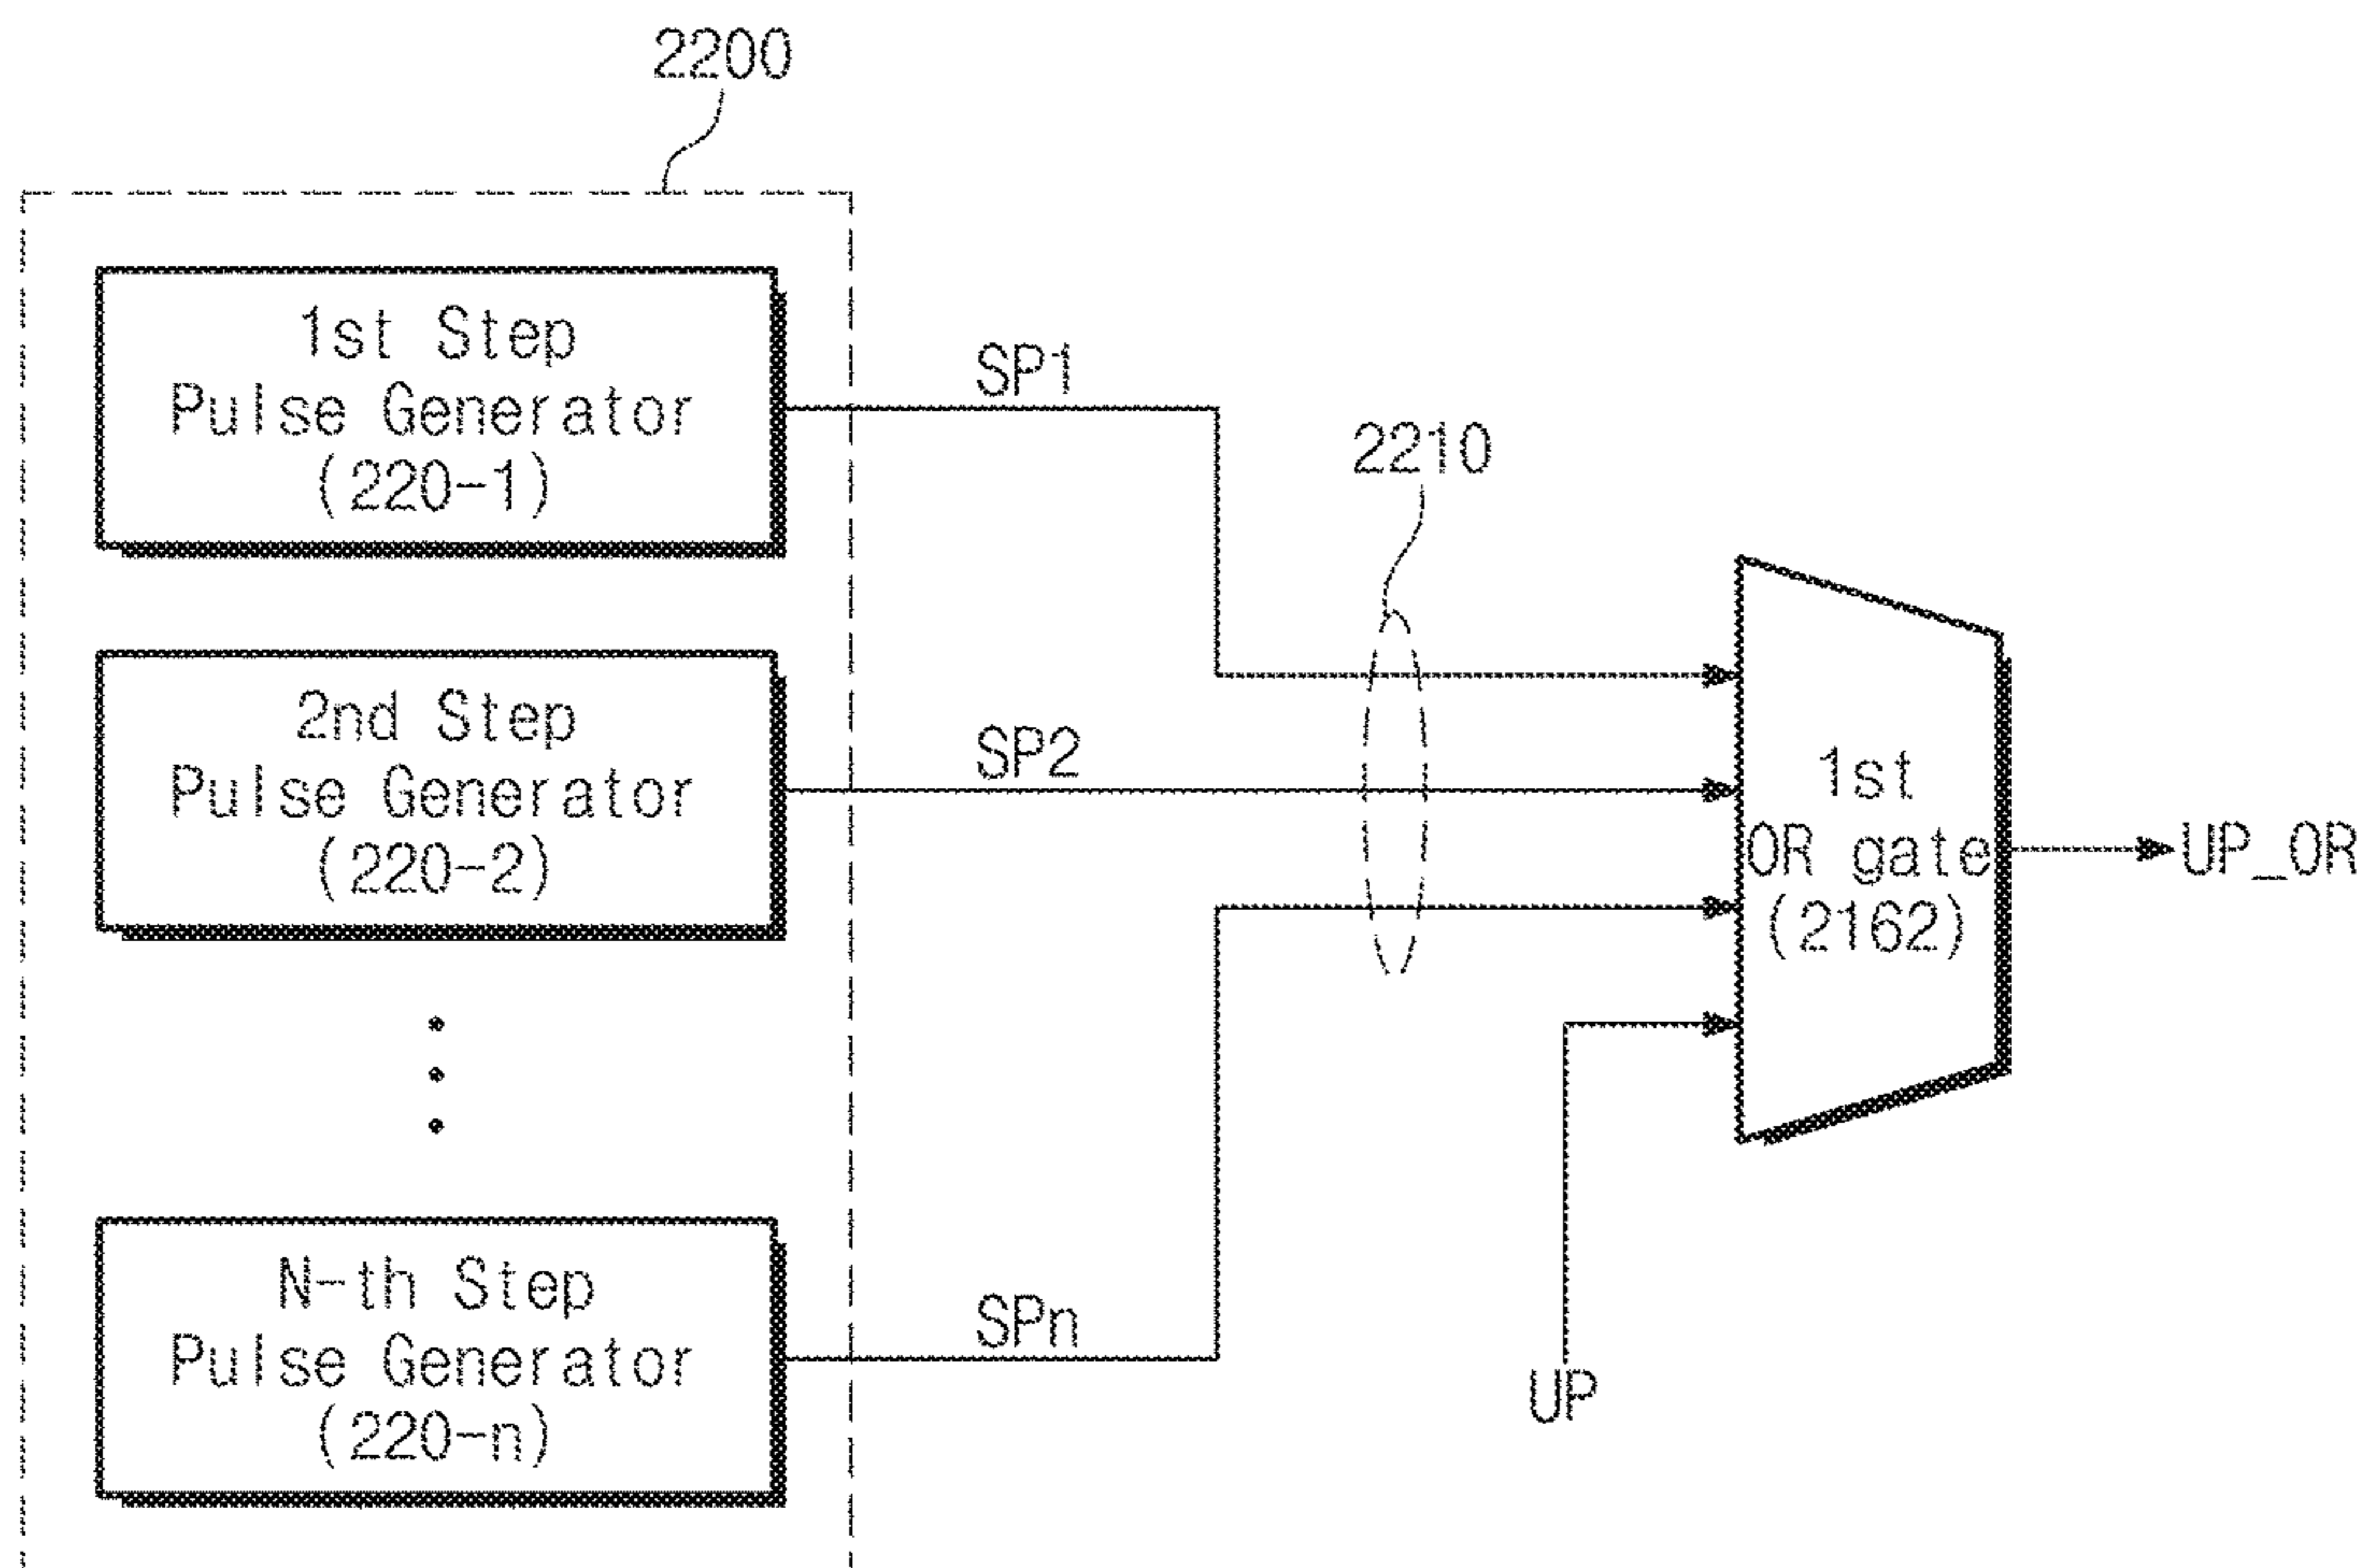 2200
1st Step
Pulse Generator
(220-1)
SP1
2210
2nd Step
Pulse Generator
(220-2)
SP2
1st
OR gate
(2162)
UP_OR
N-th Step
Pulse Generator
(220-n)
SPn
UP